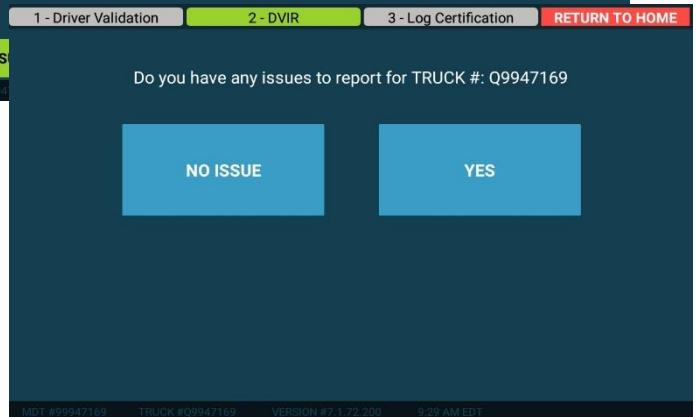 1 - Driver Validation
2 - DVIR
3 - Log Certification
RETURN TO HOME
Do you have any issues to report for TRUCK #: Q9947169
NO ISSUE
YES
MDT #99947169
TRUCK #Q9947169
VERSION #7.1.72.200
9:29 AM EDT